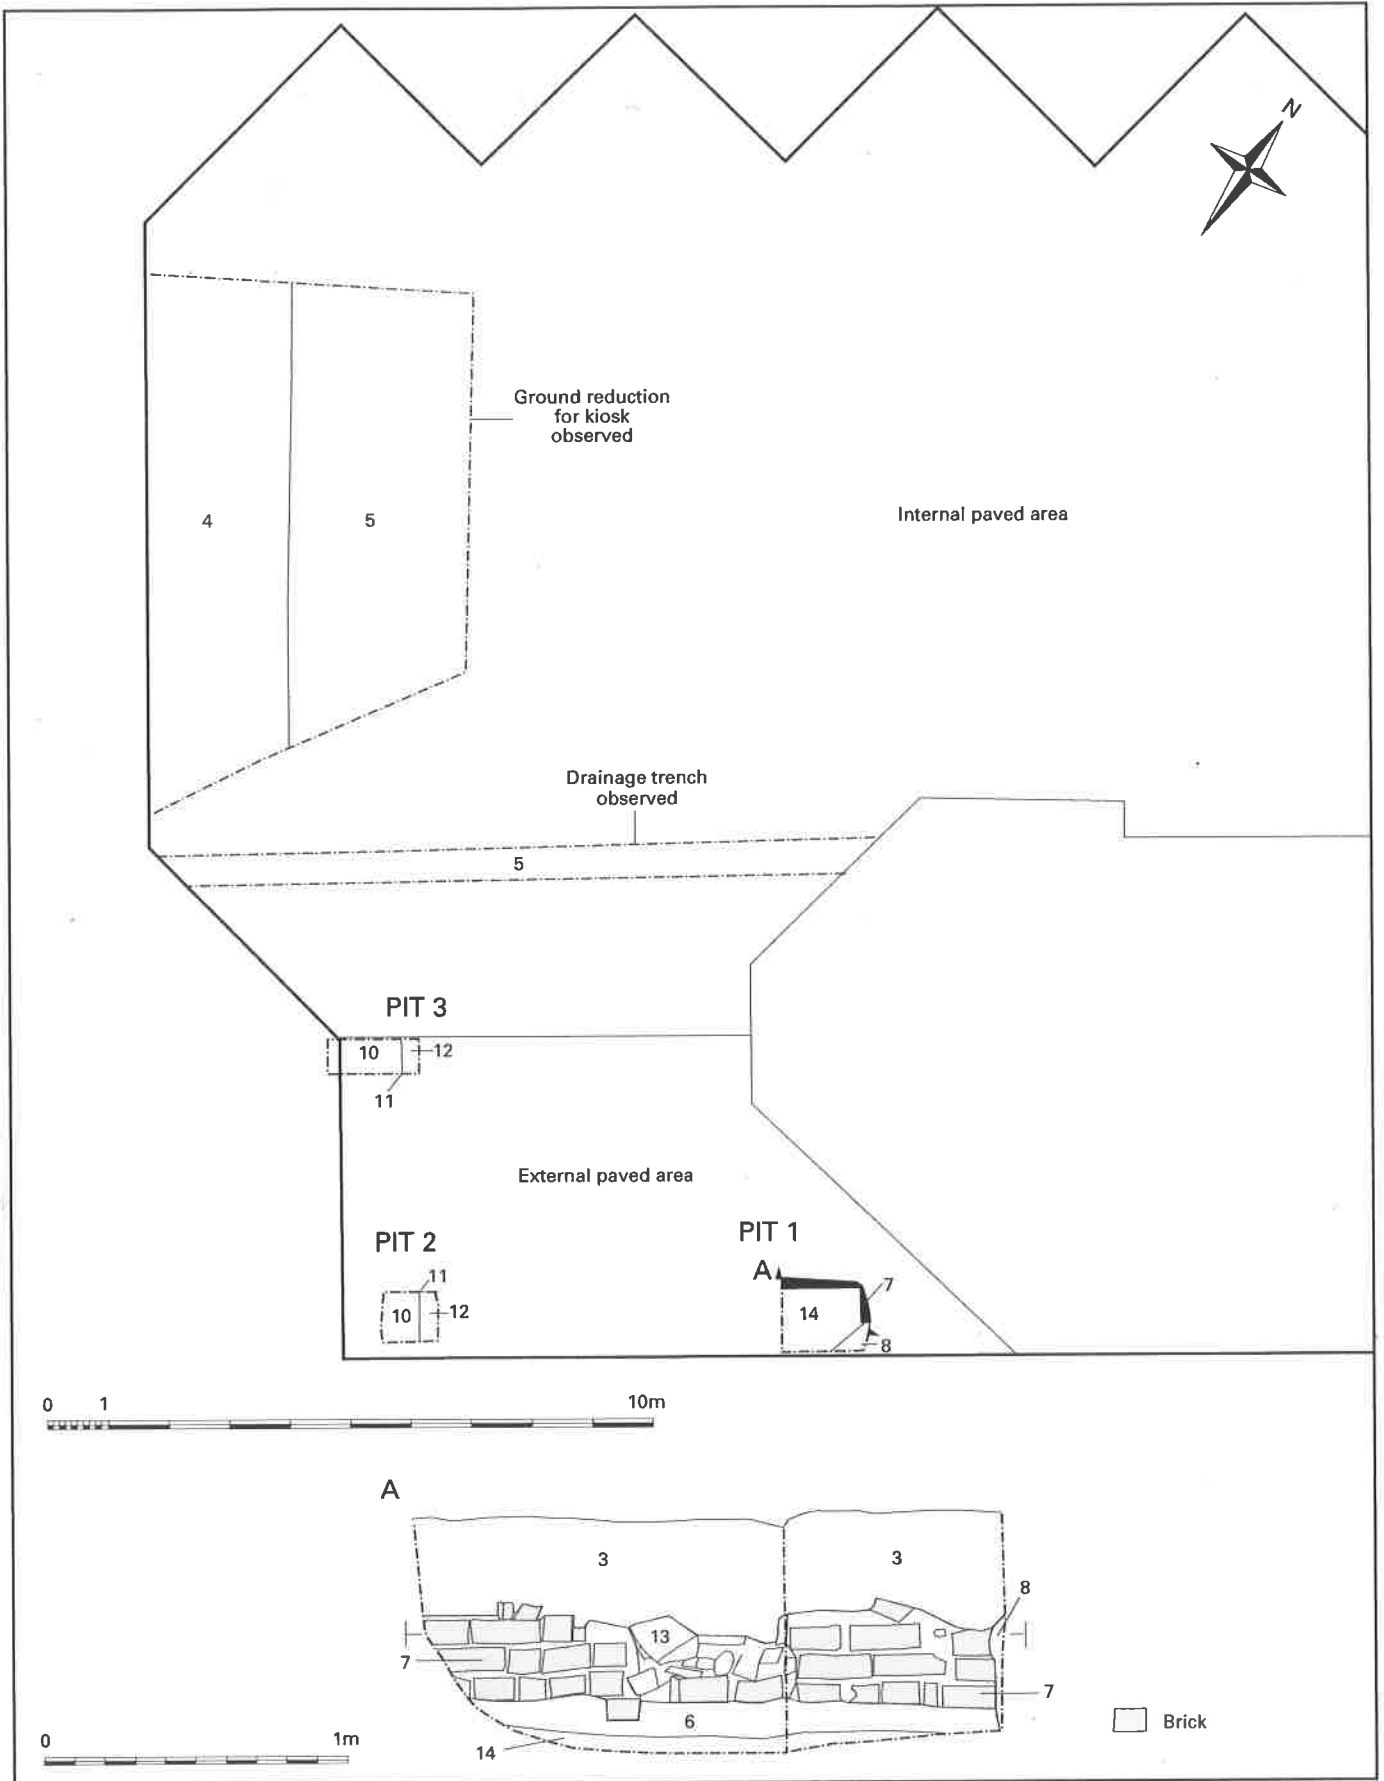 N
Ground reduction
for kiosk
observed
4
5
Internal paved area
Drainage trench
observed
5
PIT 3
10
12
11
External paved area
PIT 2
11
10
12
PIT 1
A
7
14
8
0 1 10m
A
3
3
8
13
7
7
6
14
0 1m
Brick